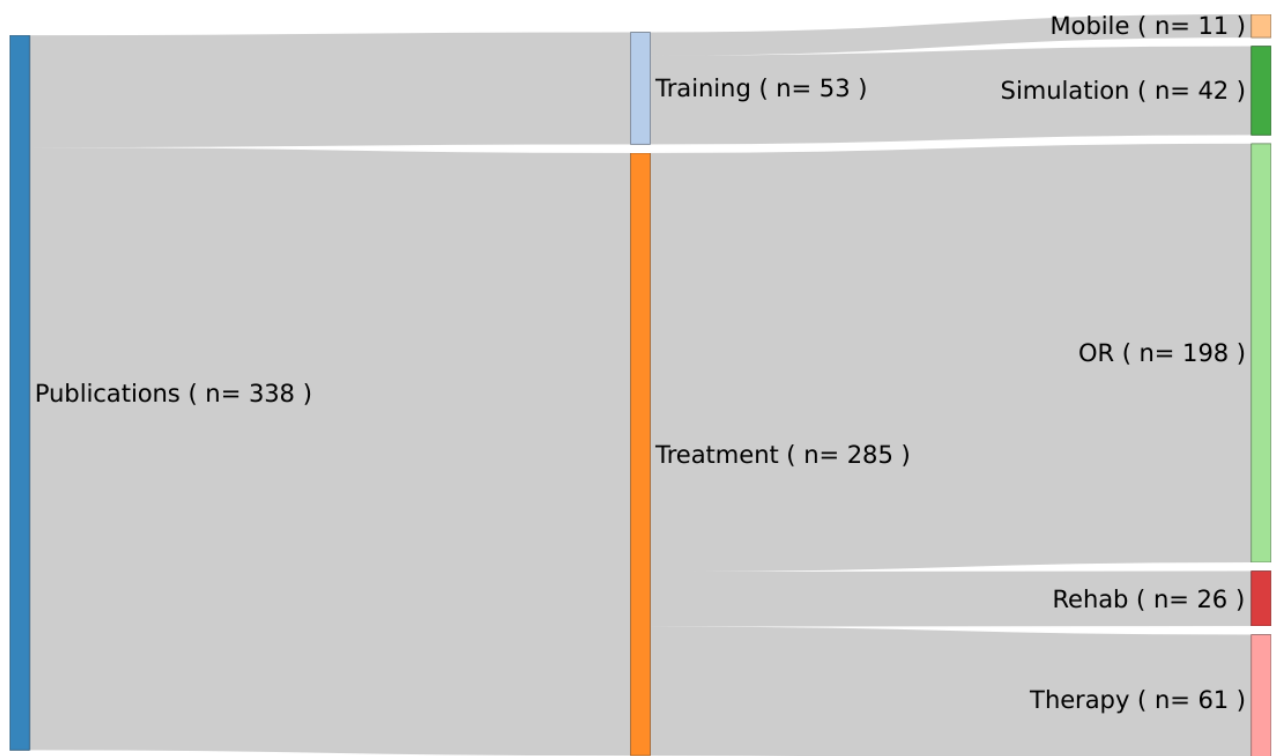 Publications ( n= 338 )
Training ( n= 53 )
Treatment ( n= 285 )
Mobile ( n= 11 )
Simulation ( n= 42 )
OR ( n= 198 )
Rehab ( n= 26 )
Therapy ( n= 61 )